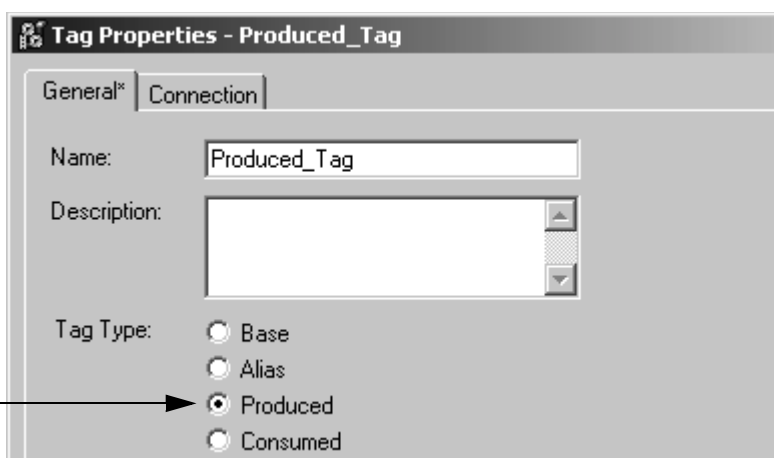 Tag Properties - Produced_Tag
General* Connection
Name: Produced_Tag
Description:
Tag Type: Base
Alias
Produced
Consumed